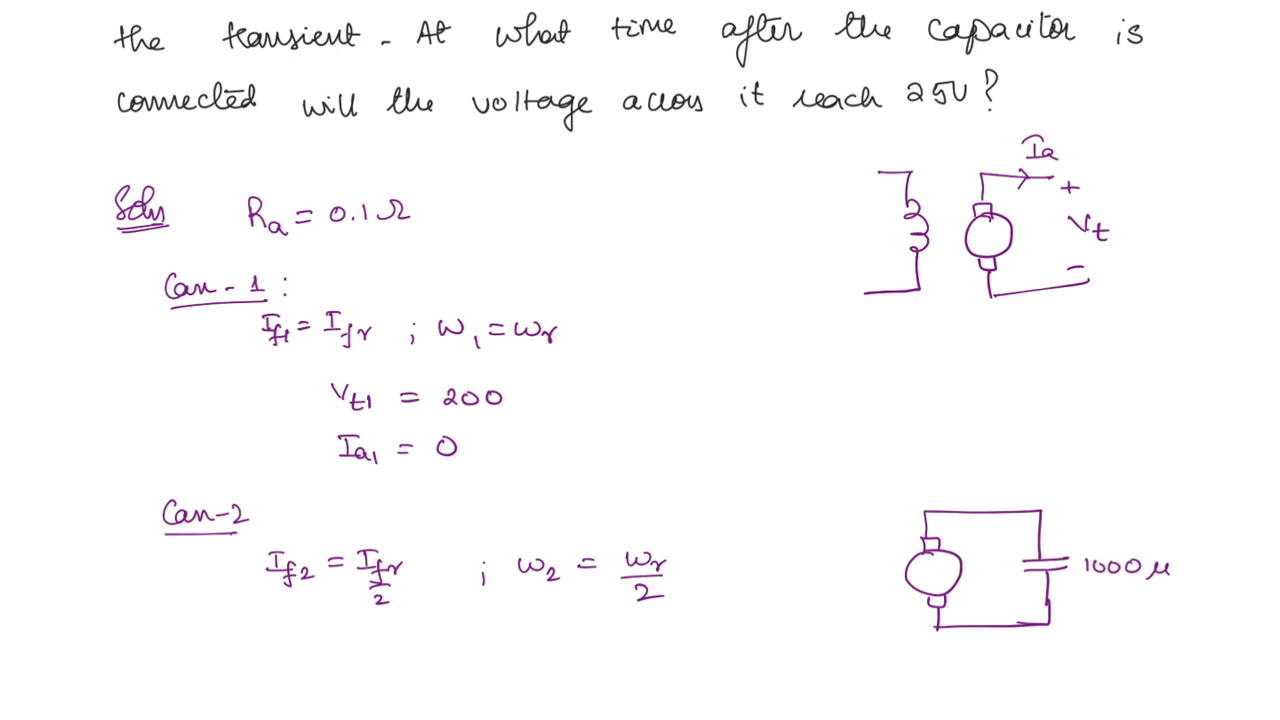 the transient. At what time after the capacitor is
connected will the voltage across it reach 25V?
Soln Ra = 0.1Ω
Ia
+
Vt
-
Case-1:
If1 = Ifr ; ω1 = ωr
Vt1 = 200
Ia1 = 0
Case-2
If2 = Ifr/2 ; ω2 = ωr/2
1000 μ